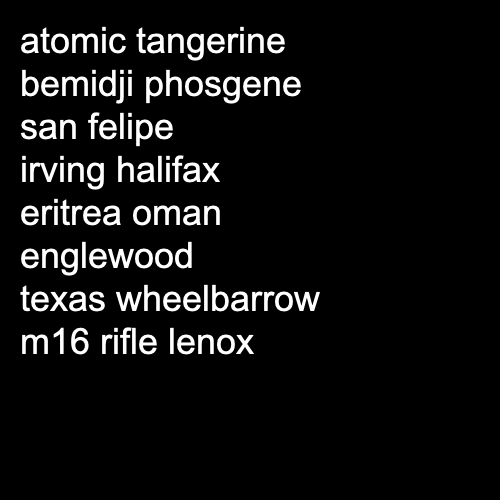 atomic tangerine
bemidji phosgene
san felipe
irving halifax
eritrea oman
englewood
texas wheelbarrow
m16 rifle lenox